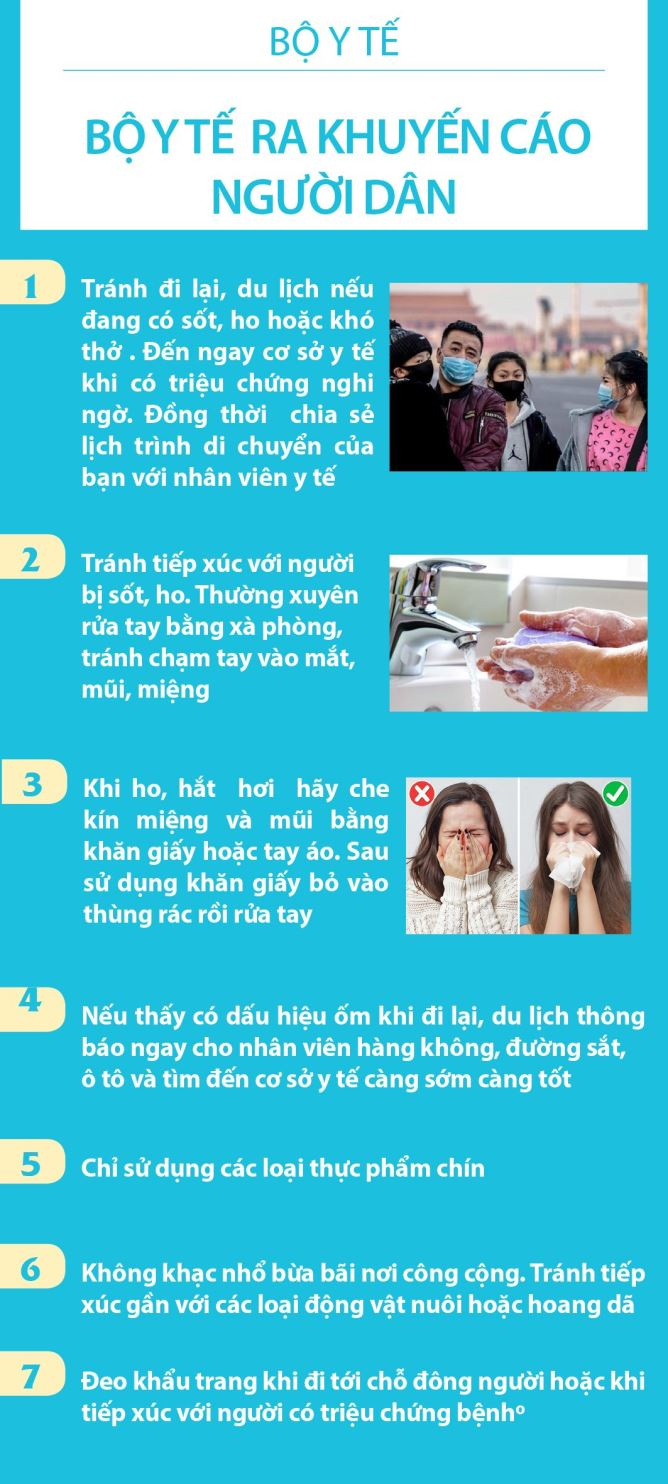 BỘ Y TẾ
BỘ Y TẾ RA KHUYẾN CÁO
NGƯỜI DÂN
1
Tránh đi lại, du lịch nếu
đang có sốt, ho hoặc khó
thở . Đến ngay cơ sở y tế
khi có triệu chứng nghi
ngờ. Đồng thời chia sẻ
lịch trình di chuyển của
bạn với nhân viên y tế
2
Tránh tiếp xúc với người
bị sốt, ho. Thường xuyên
rửa tay bằng xà phòng,
tránh chạm tay vào mắt,
mũi, miệng
3
Khi ho, hắt hơi hãy che
kín miệng và mũi bằng
khăn giấy hoặc tay áo. Sau
sử dụng khăn giấy bỏ vào
thùng rác rồi rửa tay
4
Nếu thấy có dấu hiệu ốm khi đi lại, du lịch thông
báo ngay cho nhân viên hàng không, đường sắt,
ô tô và tìm đến cơ sở y tế càng sớm càng tốt
5
Chỉ sử dụng các loại thực phẩm chín
6
Không khạc nhổ bừa bãi nơi công cộng. Tránh tiếp
xúc gần với các loại động vật nuôi hoặc hoang dã
7
Đeo khẩu trang khi đi tới chỗ đông người hoặc khi
tiếp xúc với người có triệu chứng bệnhº